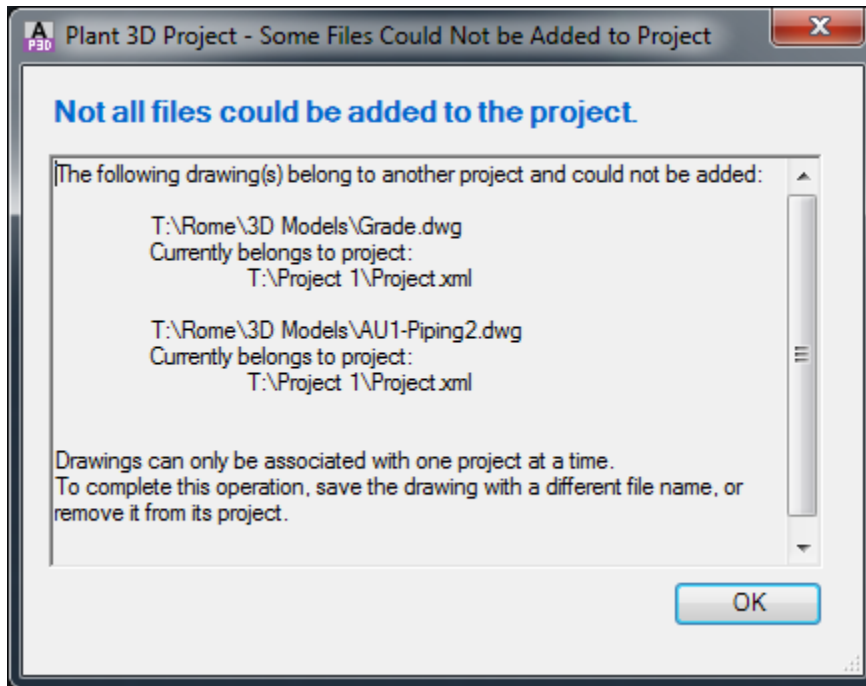 A
P3D
Plant 3D Project - Some Files Could Not be Added to Project
Not all files could be added to the project.
The following drawing(s) belong to another project and could not be added:
T:\Rome\3D Models\Grade.dwg
Currently belongs to project:
T:\Project 1\Project.xml
T:\Rome\3D Models\AU1-Piping2.dwg
Currently belongs to project:
T:\Project 1\Project.xml
Drawings can only be associated with one project at a time.
To complete this operation, save the drawing with a different file name, or
remove it from its project.
OK